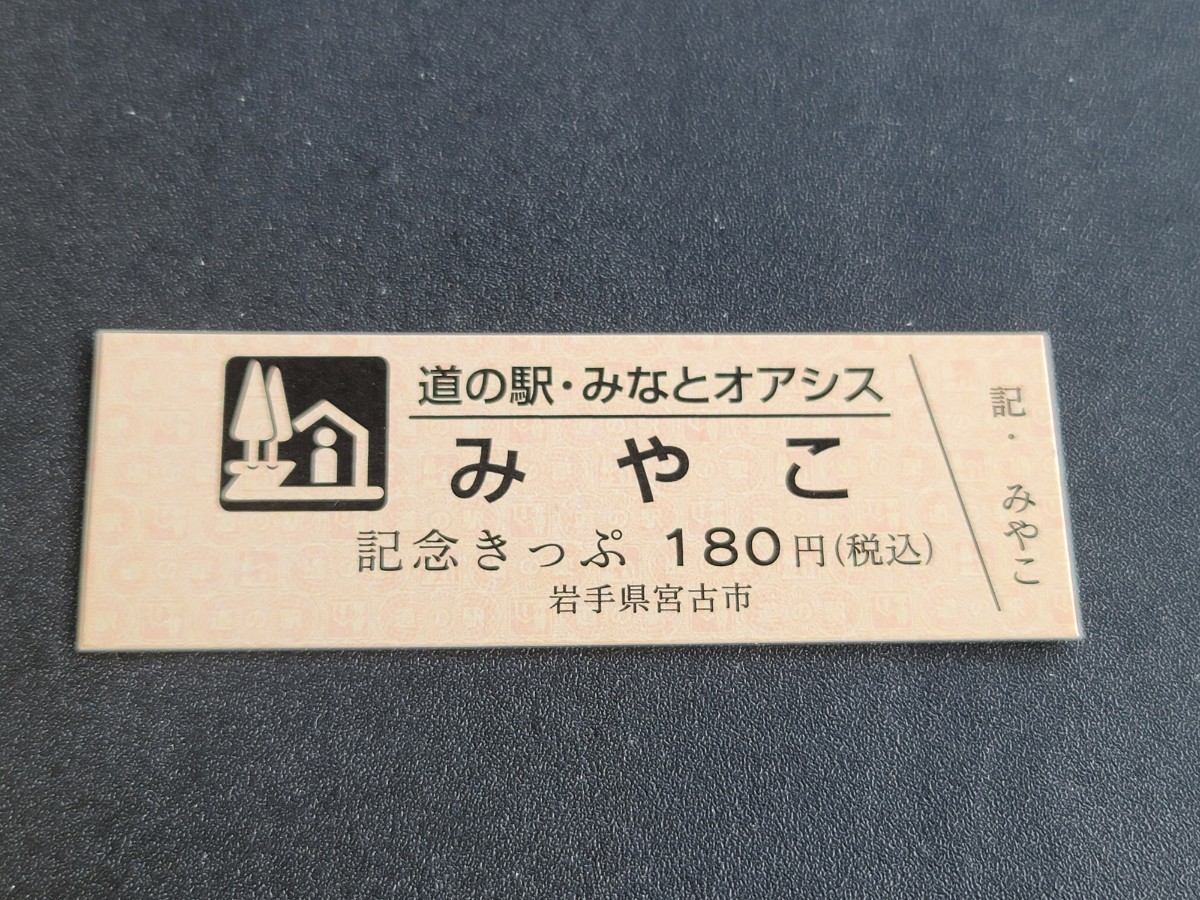 道の駅・みなとオアシス
みやこ
記念きっぷ 180円(税込)
岩手県宮古市
記・みやこ